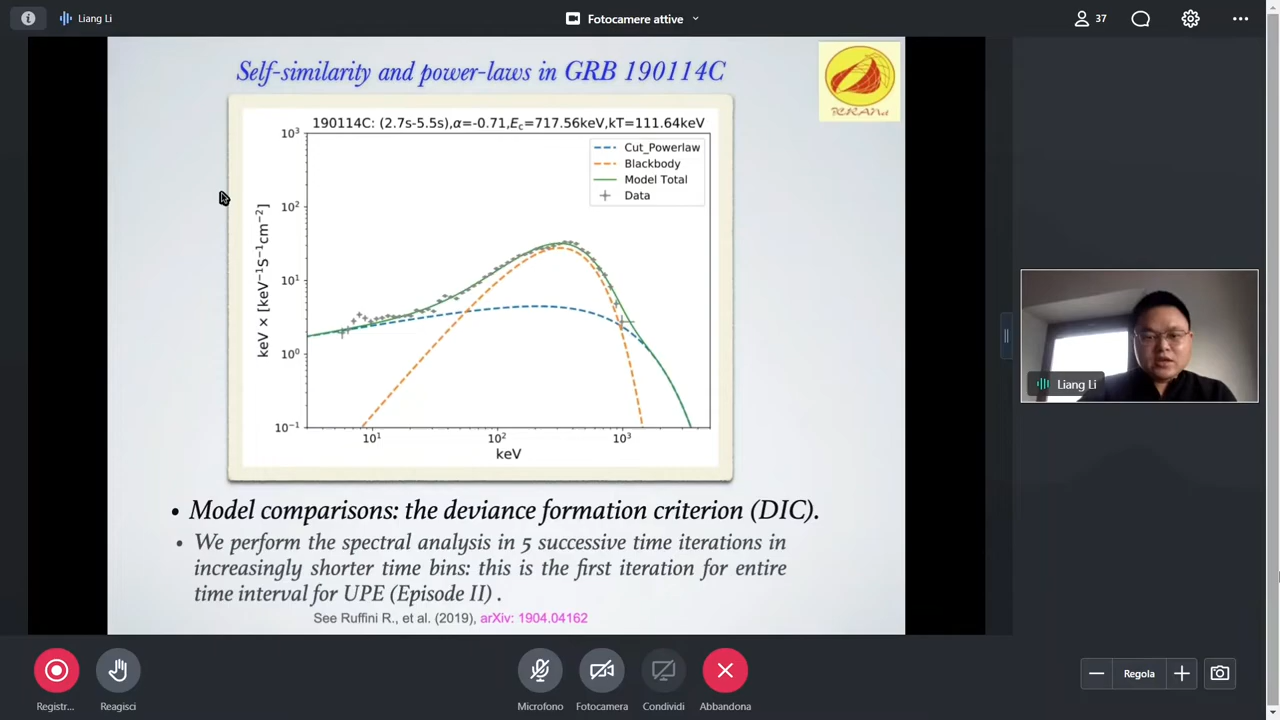 Liang Li
Fotocamere attive
37
Self-similarity and power-laws in GRB 190114C
ICRANet
190114C: (2.7s-5.5s),α=-0.71,E_c=717.56keV,kT=111.64keV
Cut_Powerlaw
Blackbody
Model Total
Data
10³
10²
10¹
10⁰
10⁻¹
keV × [keV⁻¹S⁻¹cm⁻²]
10¹ 10² 10³
keV
Liang Li
• Model comparisons: the deviance formation criterion (DIC).
• We perform the spectral analysis in 5 successive time iterations in
increasingly shorter time bins: this is the first iteration for entire
time interval for UPE (Episode II) .
See Ruffini R., et al. (2019), arXiv: 1904.04162
Registr...
Reagisci
Microfono
Fotocamera
Condividi
Abbandona
Regola